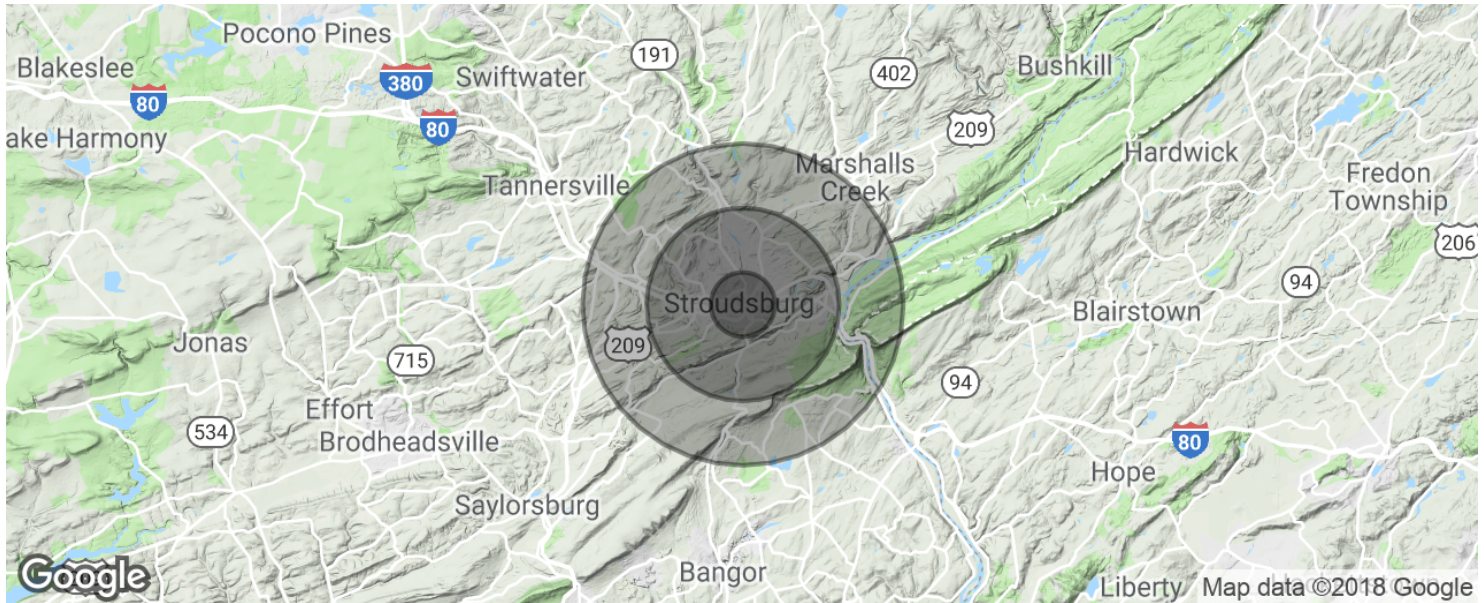 Pocono Pines
191
Blakeslee
380
Swiftwater
402
Bushkill
80
80
209
ake Harmony
Hardwick
Marshalls
Creek
Tannersville
Fredon
Township
206
94
Stroudsburg
Blairstown
209
Jonas
715
94
Effort
534
Brodheadsville
80
Hope
Saylorsburg
Bangor
Google
Liberty
Map data ©2018 Google